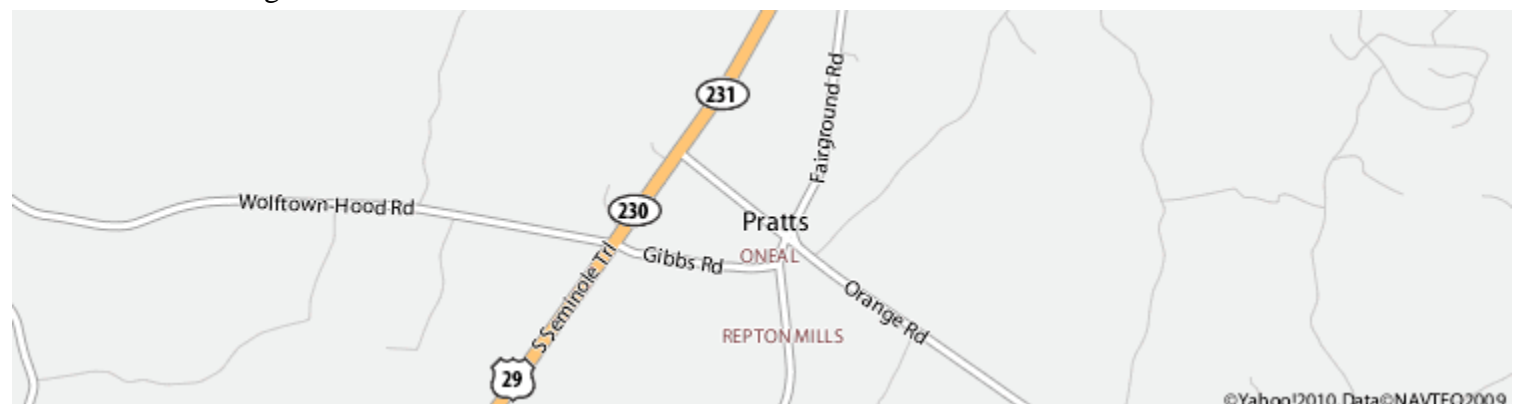 231
Fairground Rd
Wolftown-Hood Rd
230
Pratts
Gibbs Rd
ONEAL
S Seminole Trl
Orange Rd
REPTON MILLS
29
©Yahoo!2010 Data©NAVTEQ2009